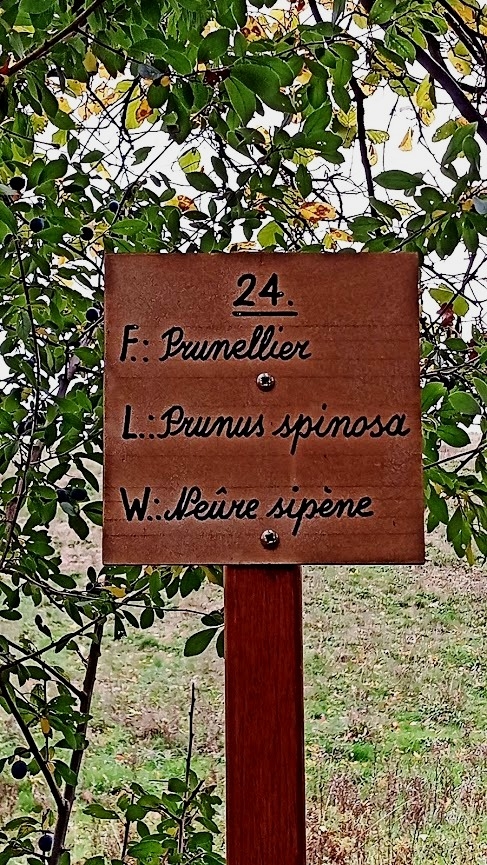 24.
F.: Prunellier
L.: Prunus spinosa
W.: Neûre sipène